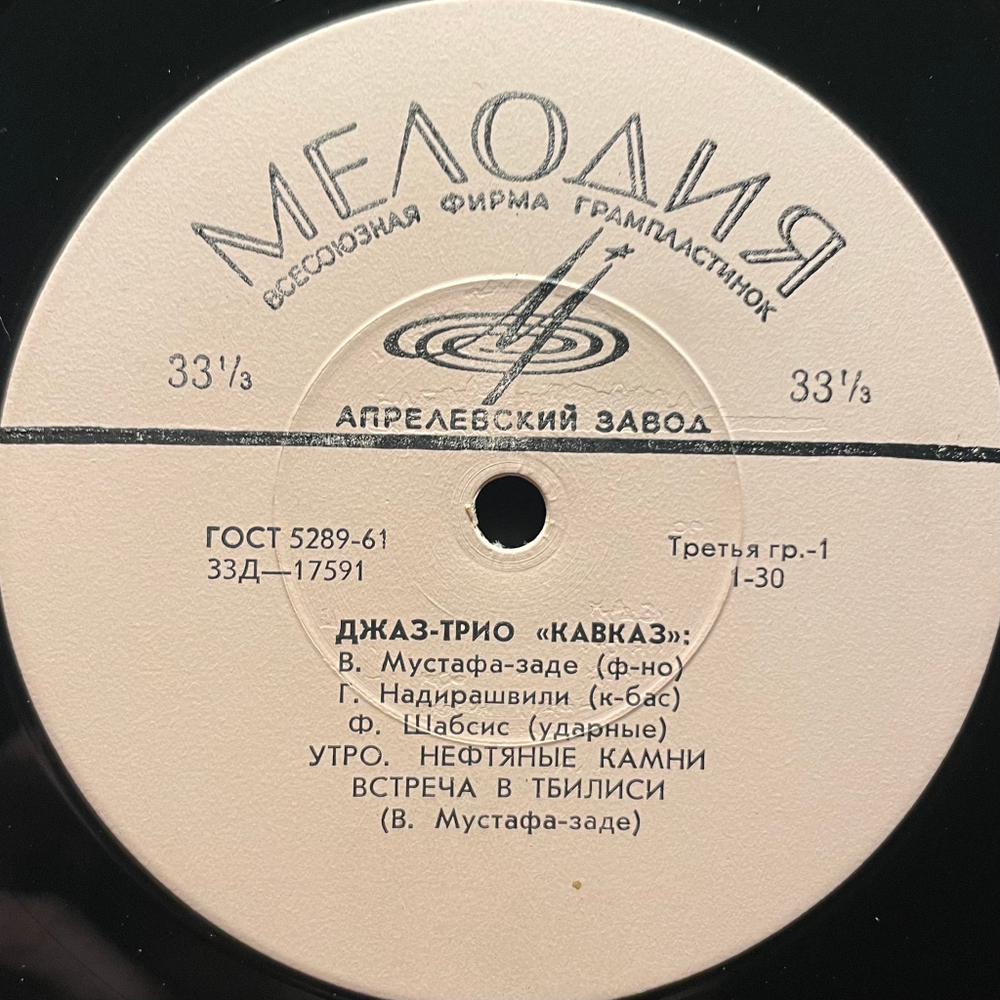 МЕЛОДИЯ
ВСЕСОЮЗНАЯ ФИРМА ГРАМПЛАСТИНОК
33⅓ 33⅓
АПРЕЛЕВСКИЙ ЗАВОД
ГОСТ 5289-61 Третья гр.-1
33Д—17591 1-30
ДЖАЗ-ТРИО «КАВКАЗ»:
В. Мустафа-заде (ф-но)
Г. Надирашвили (к-бас)
Ф. Шабсис (ударные)
УТРО. НЕФТЯНЫЕ КАМНИ
ВСТРЕЧА В ТБИЛИСИ
(В. Мустафа-заде)